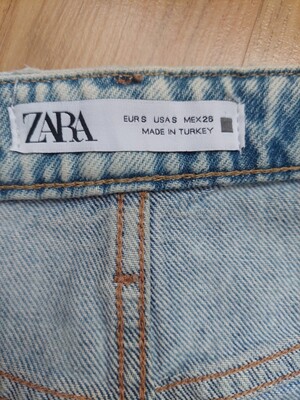 ZARA
EUR S USA S MEX 26
MADE IN TURKEY